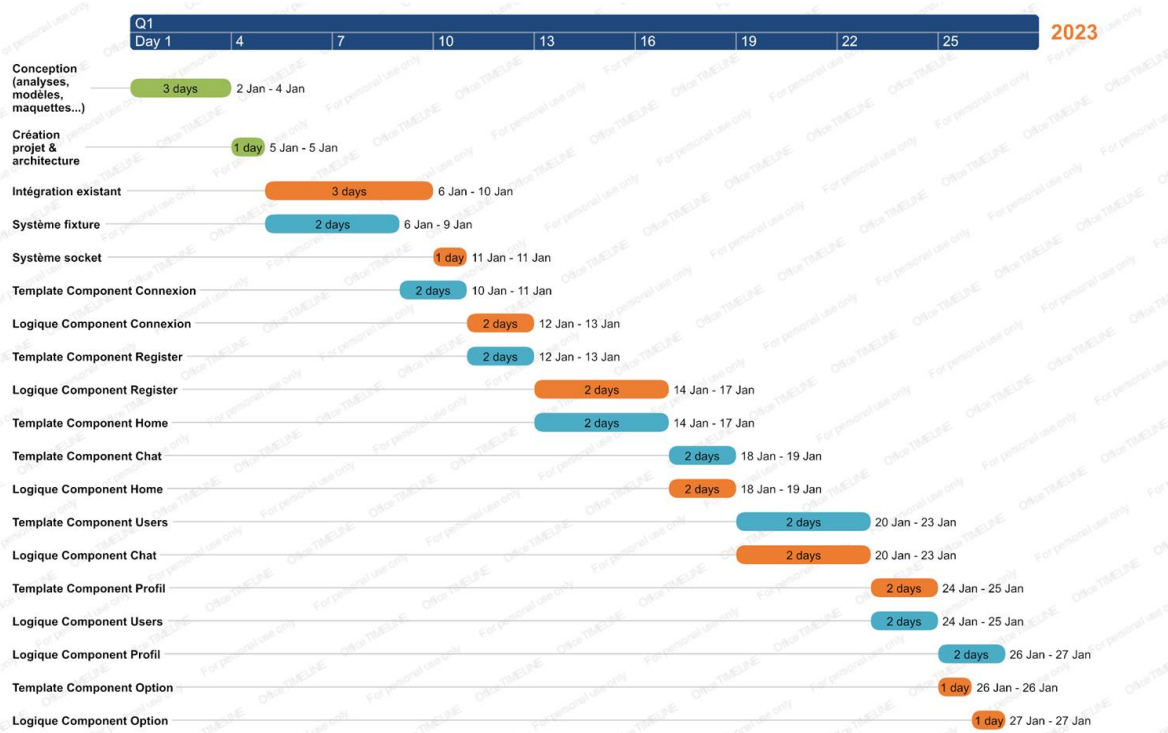 Q1
2023
Day 1 4 7 10 13 16 19 22 25
Conception
(analyses,
modèles,
maquettes...)
3 days 2 Jan - 4 Jan
Création
projet &
architecture
1 day 5 Jan - 5 Jan
Intégration existant 3 days 6 Jan - 10 Jan
Système fixture 2 days 6 Jan - 9 Jan
Système socket 1 day 11 Jan - 11 Jan
Template Component Connexion 2 days 10 Jan - 11 Jan
Logique Component Connexion 2 days 12 Jan - 13 Jan
Template Component Register 2 days 12 Jan - 13 Jan
Logique Component Register 2 days 14 Jan - 17 Jan
Template Component Home 2 days 14 Jan - 17 Jan
Template Component Chat 2 days 18 Jan - 19 Jan
Logique Component Home 2 days 18 Jan - 19 Jan
Template Component Users 2 days 20 Jan - 23 Jan
Logique Component Chat 2 days 20 Jan - 23 Jan
Template Component Profil 2 days 24 Jan - 25 Jan
Logique Component Users 2 days 24 Jan - 25 Jan
Logique Component Profil 2 days 26 Jan - 27 Jan
Template Component Option 1 day 26 Jan - 26 Jan
Logique Component Option 1 day 27 Jan - 27 Jan
For personal use only
Office TIMELINE